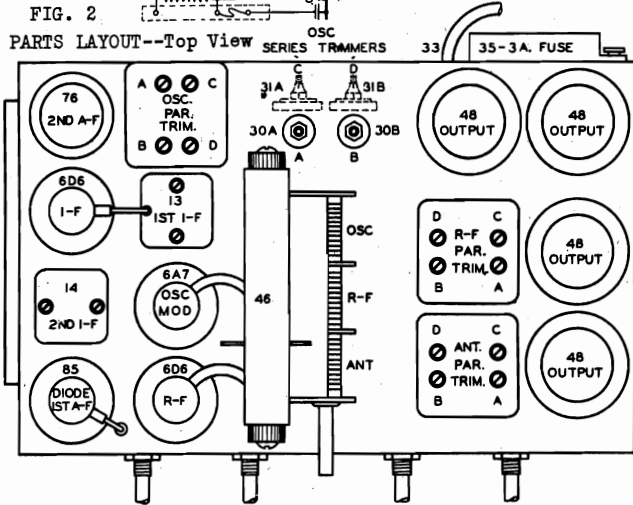 FIG. 2
PARTS LAYOUT--Top View
OSC
SERIES TRIMMERS
C D
31A 31B
30A 30B
A B
33
35-3A. FUSE
76
2ND A-F
A C
OSC.
PAR.
TRIM.
B D
48
OUTPUT
48
OUTPUT
6D6
I-F
13
1ST I-F
OSC
R-F
ANT
46
D C
R-F
PAR.
TRIM.
B A
48
OUTPUT
14
2ND I-F
6A7
OSC
MOD
D C
ANT.
PAR.
TRIM.
B A
48
OUTPUT
85
DIODE
1ST A-F
6D6
R-F